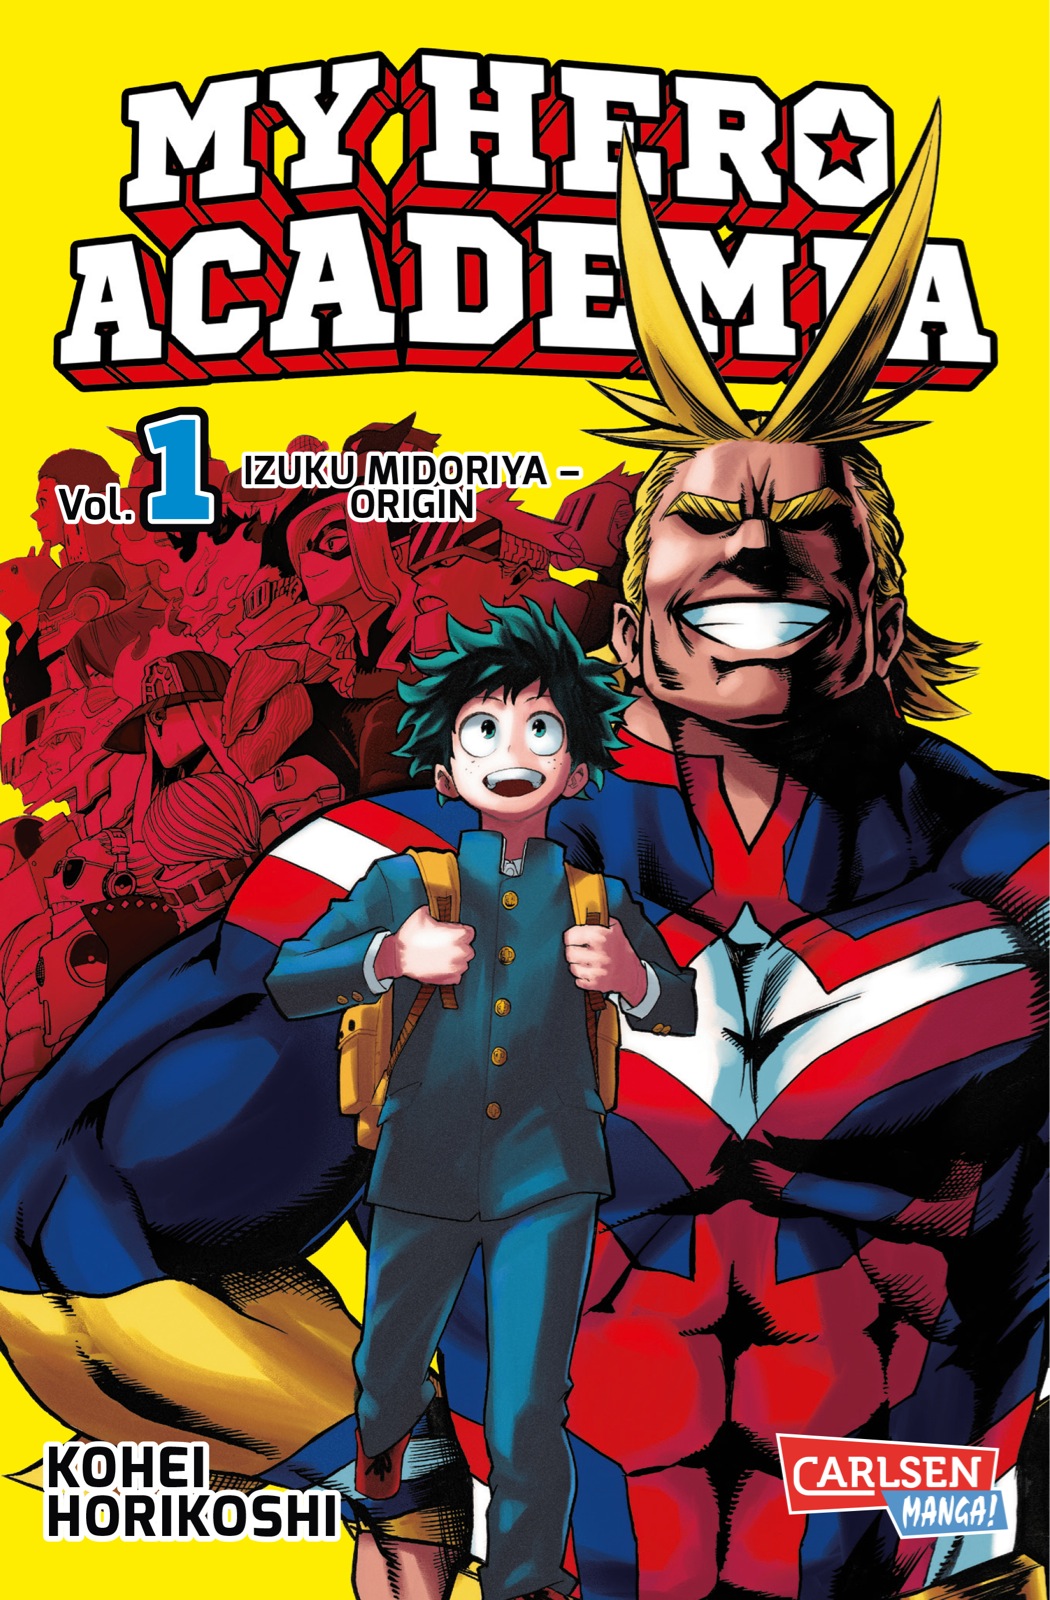 MY HERO
ACADEMIA
Vol. 1
IZUKU MIDORIYA –
ORIGIN
KOHEI
HORIKOSHI
CARLSEN
MANGA!